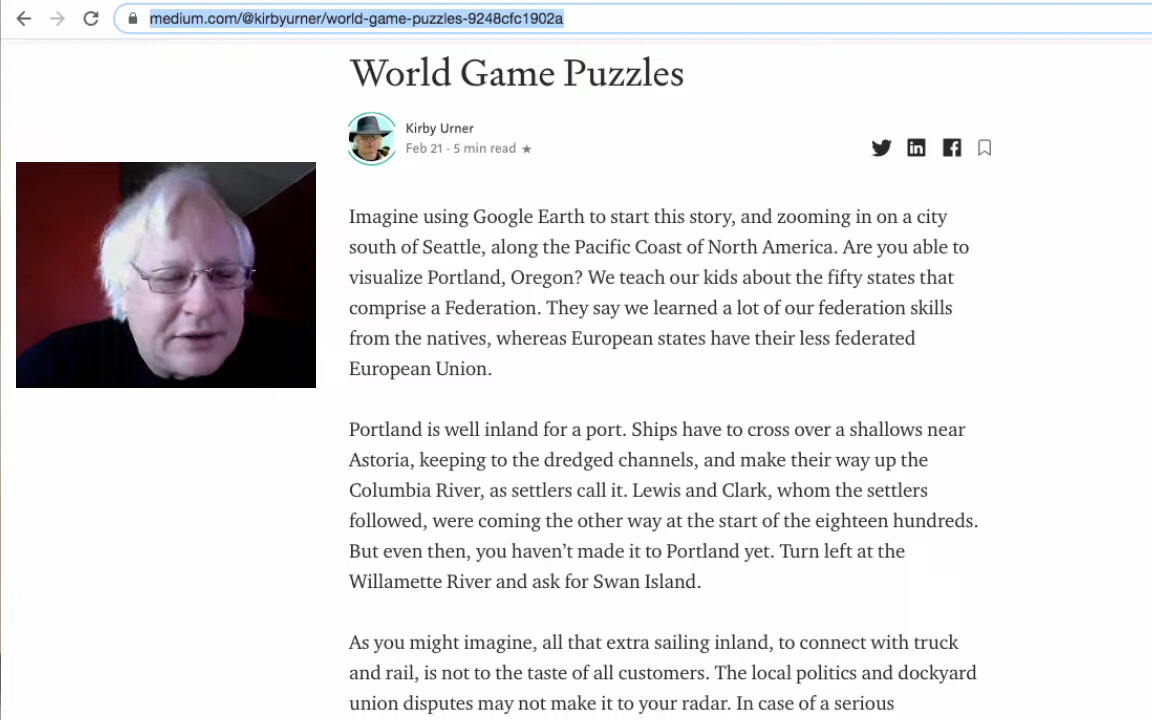 medium.com/@kirbyurner/world-game-puzzles-9248cfc1902a
World Game Puzzles
Kirby Urner
Feb 21 · 5 min read ★
Imagine using Google Earth to start this story, and zooming in on a city
south of Seattle, along the Pacific Coast of North America. Are you able to
visualize Portland, Oregon? We teach our kids about the fifty states that
comprise a Federation. They say we learned a lot of our federation skills
from the natives, whereas European states have their less federated
European Union.
Portland is well inland for a port. Ships have to cross over a shallows near
Astoria, keeping to the dredged channels, and make their way up the
Columbia River, as settlers call it. Lewis and Clark, whom the settlers
followed, were coming the other way at the start of the eighteen hundreds.
But even then, you haven’t made it to Portland yet. Turn left at the
Willamette River and ask for Swan Island.
As you might imagine, all that extra sailing inland, to connect with truck
and rail, is not to the taste of all customers. The local politics and dockyard
union disputes may not make it to your radar. In case of a serious